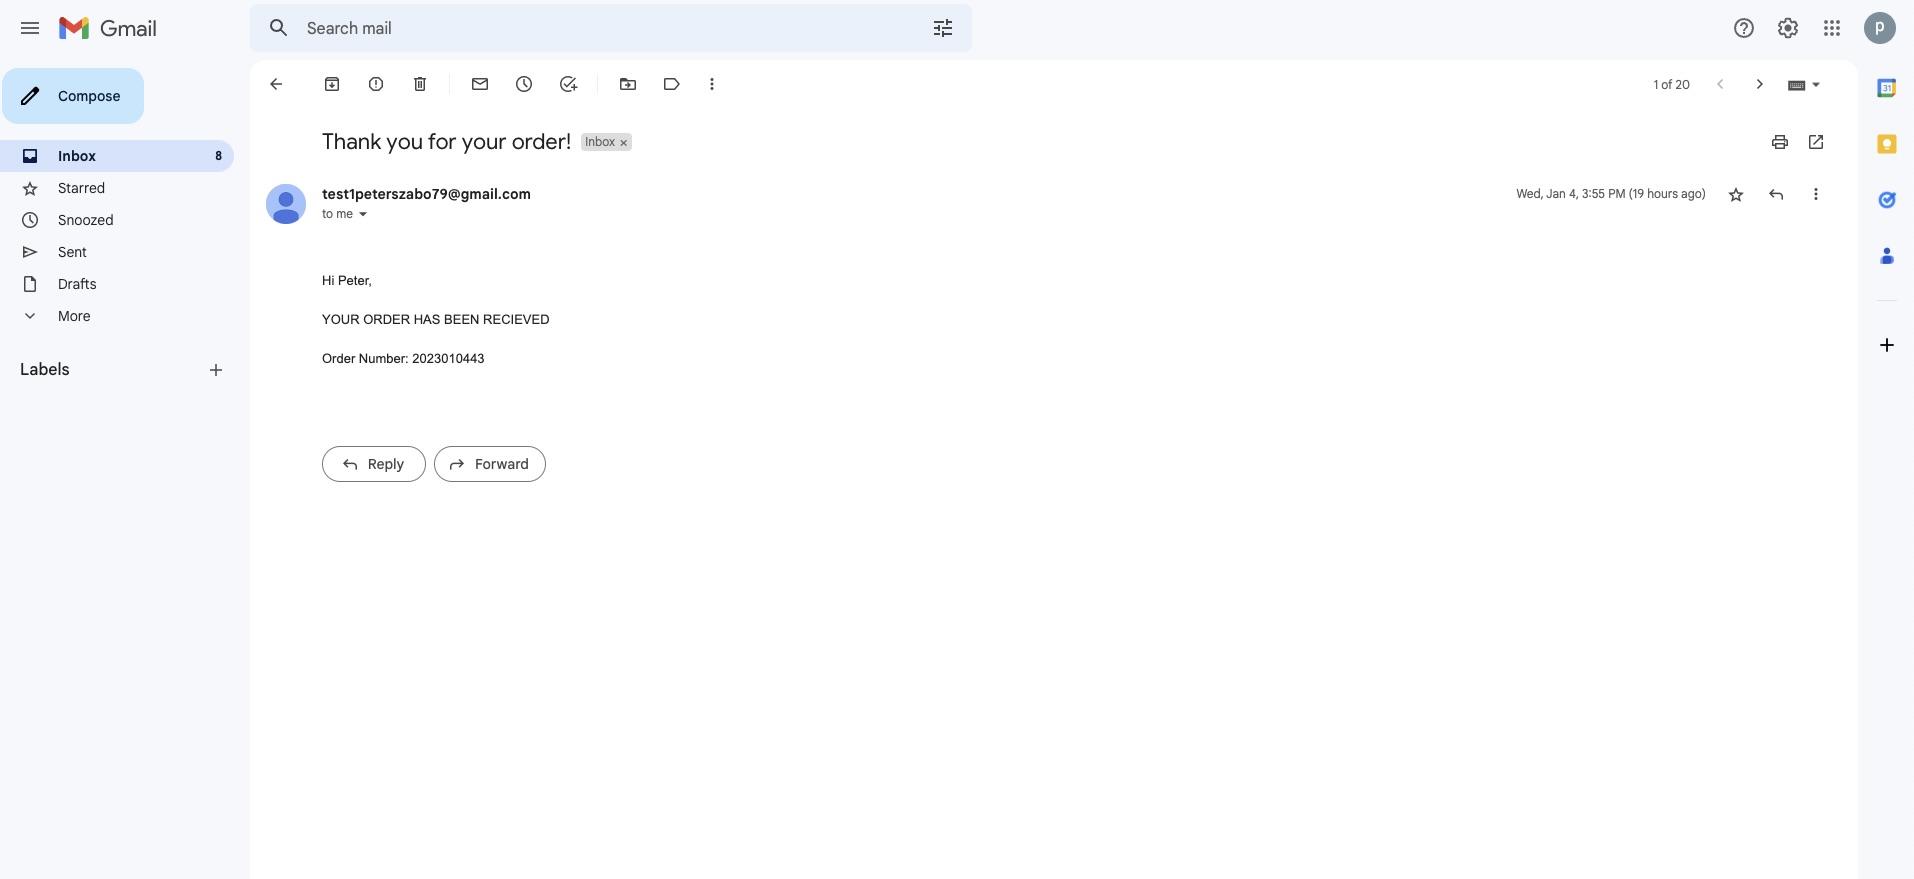 Gmail
Search mail
p
Compose
1 of 20
31
Thank you for your order! Inbox ×
Inbox 8
Starred
test1peterszabo79@gmail.com
Wed, Jan 4, 3:55 PM (19 hours ago)
to me
Snoozed
Sent
Drafts
More
Labels
Hi Peter,
YOUR ORDER HAS BEEN RECIEVED
Order Number: 2023010443
Reply Forward